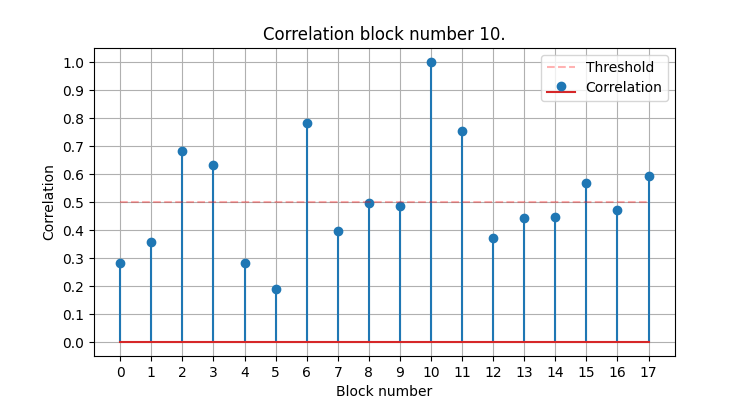 Correlation block number 10.
Threshold
Correlation
Correlation
1.0
0.9
0.8
0.7
0.6
0.5
0.4
0.3
0.2
0.1
0.0
0 1 2 3 4 5 6 7 8 9 10 11 12 13 14 15 16 17
Block number